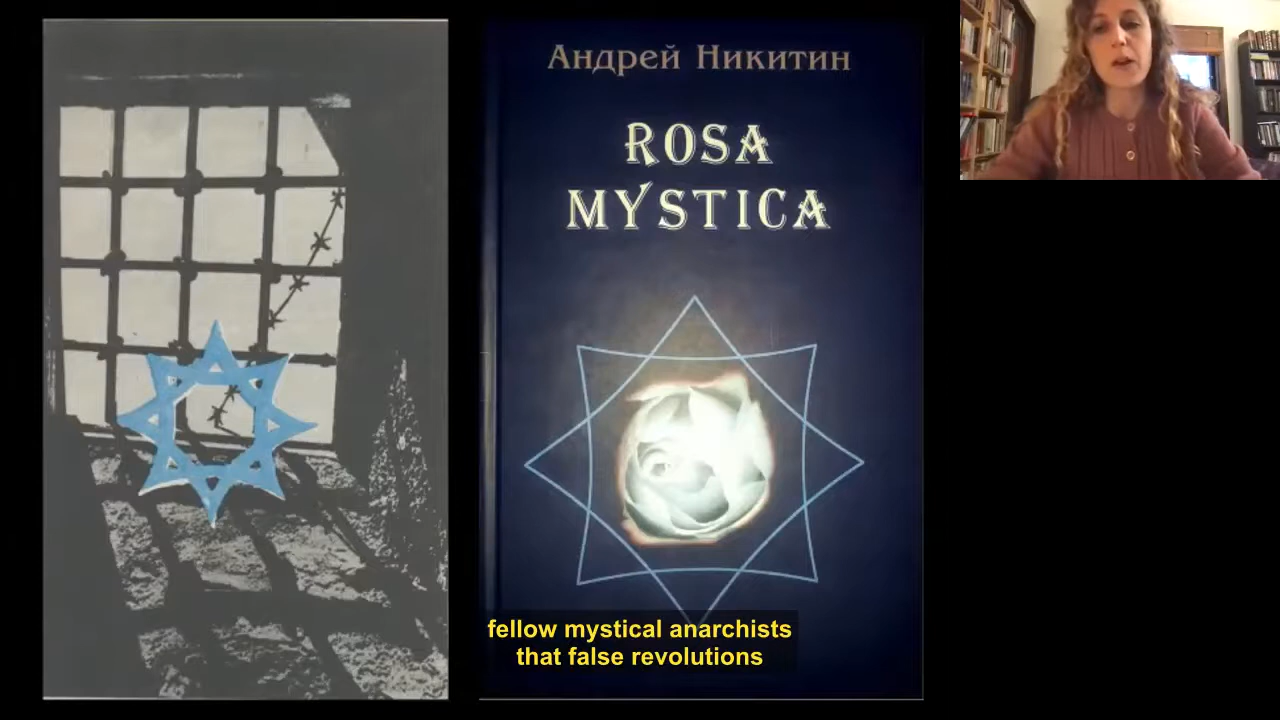 Андрей Никитин
ROSA
MYSTICA
fellow mystical anarchists
that false revolutions